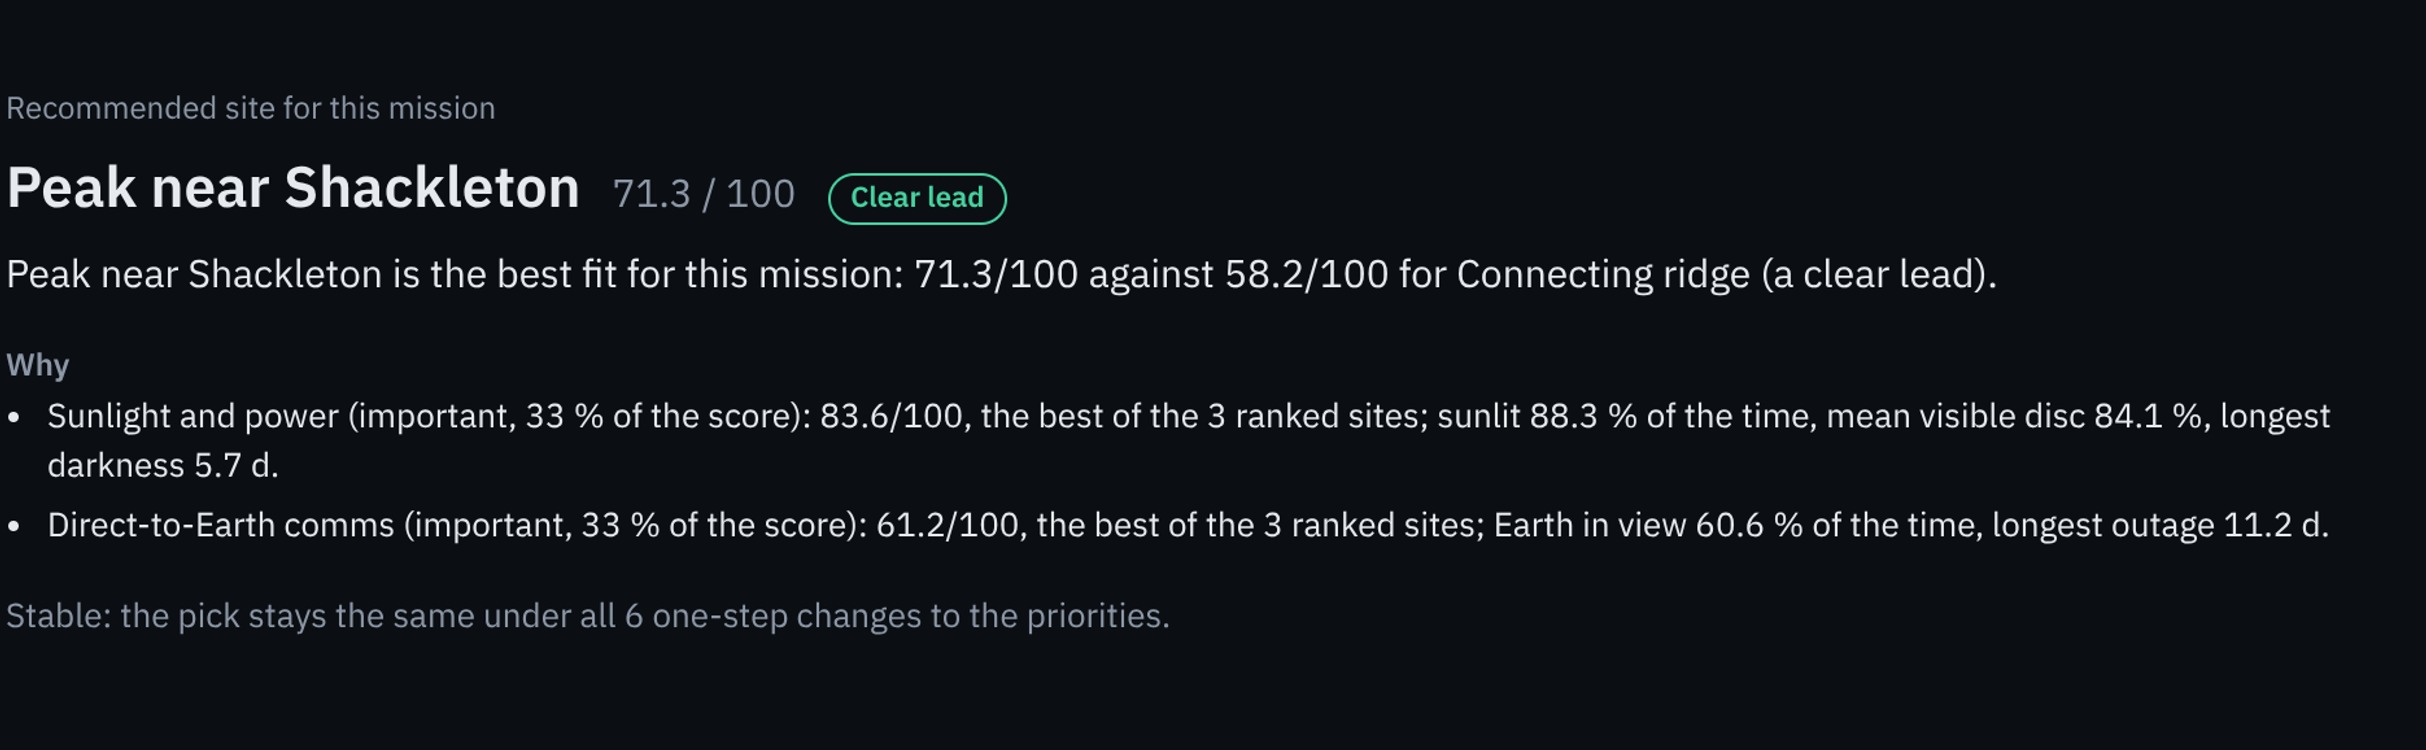 Recommended site for this mission
Peak near Shackleton 71.3 / 100 Clear lead
Peak near Shackleton is the best fit for this mission: 71.3/100 against 58.2/100 for Connecting ridge (a clear lead).
Why
• Sunlight and power (important, 33 % of the score): 83.6/100, the best of the 3 ranked sites; sunlit 88.3 % of the time, mean visible disc 84.1 %, longest
darkness 5.7 d.
• Direct-to-Earth comms (important, 33 % of the score): 61.2/100, the best of the 3 ranked sites; Earth in view 60.6 % of the time, longest outage 11.2 d.
Stable: the pick stays the same under all 6 one-step changes to the priorities.